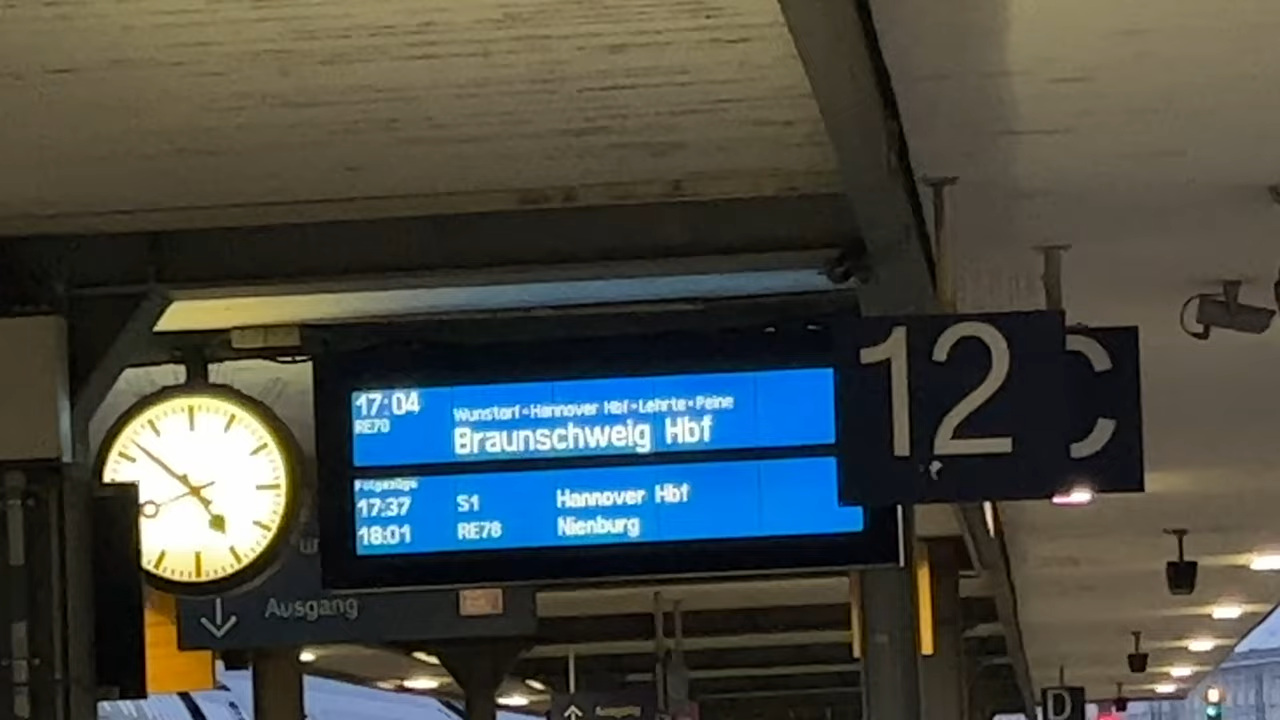 17:04
RE70
Wunstorf-Hannover Hbf-Lehrte-Peine
Braunschweig Hbf
Folgezüge
17:37 S1 Hannover Hbf
18:01 RE78 Nienburg
12
C
Ausgang
D